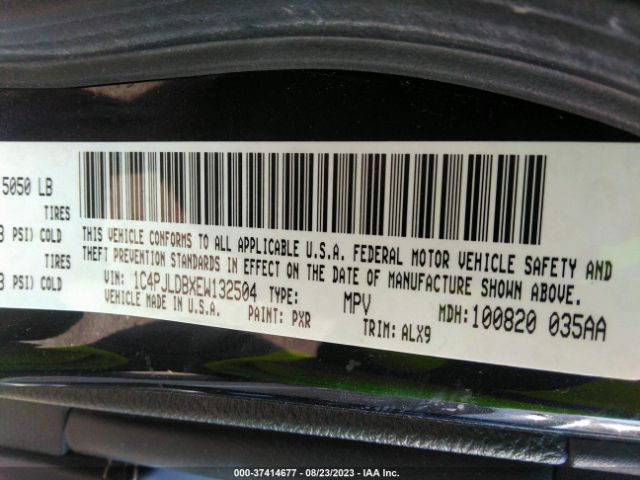 5050 LB
TIRES
PSI) COLD
TIRES
PSI) COLD
THIS VEHICLE CONFORMS TO ALL APPLICABLE U.S.A. FEDERAL MOTOR VEHICLE SAFETY AND
THEFT PREVENTION STANDARDS IN EFFECT ON THE DATE OF MANUFACTURE SHOWN ABOVE.
VIN: 1C4PJLDBXEW132504 TYPE: MPV MDH:100820 035AA
VEHICLE MADE IN U.S.A. PAINT: PXR TRIM: ALX9
000-37414677 - 08/23/2023 - IAA Inc.